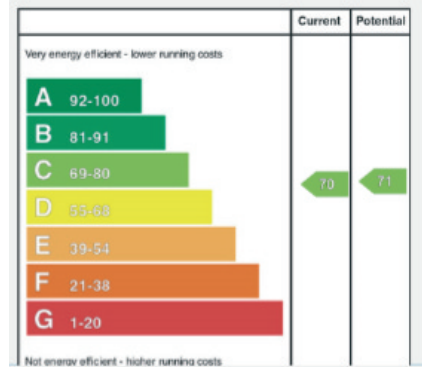 Current Potential
Very energy efficient - lower running costs
A 92-100
B 81-91
C 69-80
70 71
D 55-68
E 39-54
F 21-38
G 1-20
Not energy efficient - higher running costs